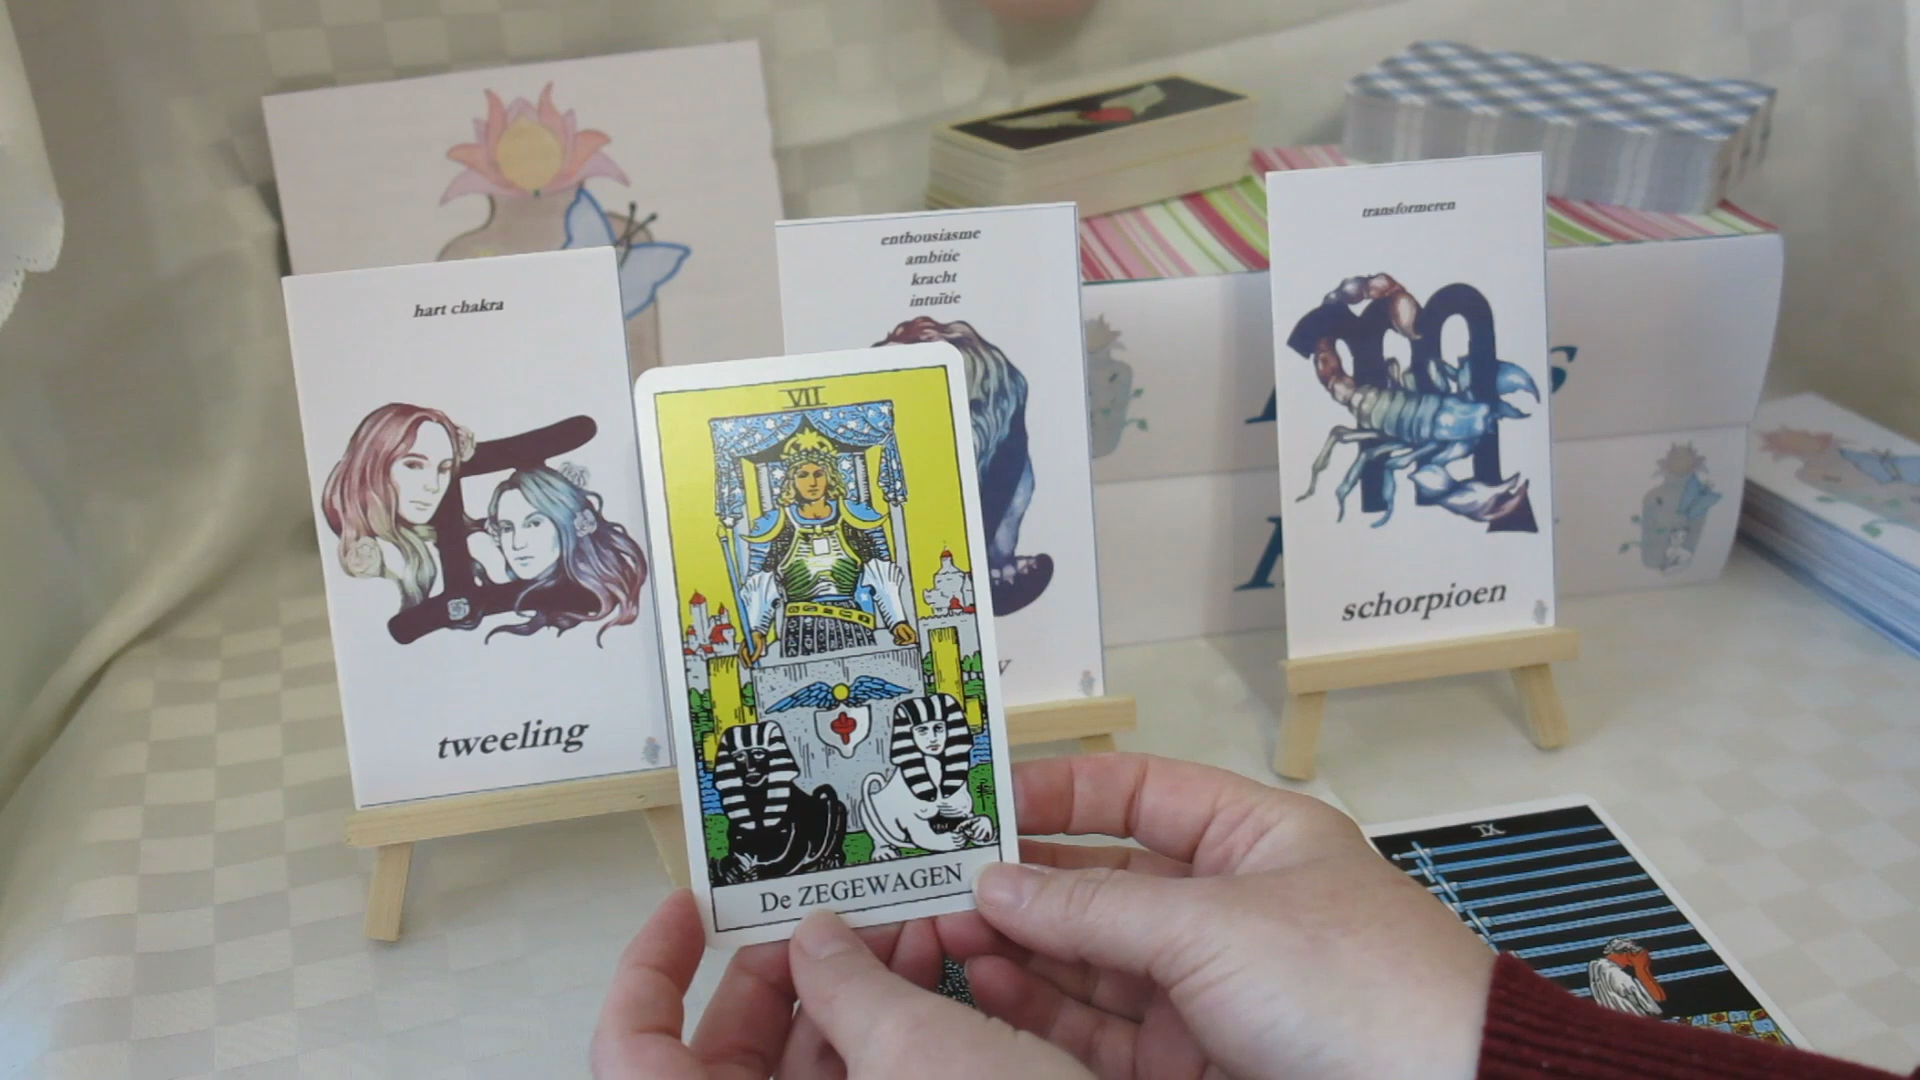 hart chakra
tweeling
enthousiasme
ambitie
kracht
intuïtie
VII
De ZEGEWAGEN
transformeren
schorpioen
IX